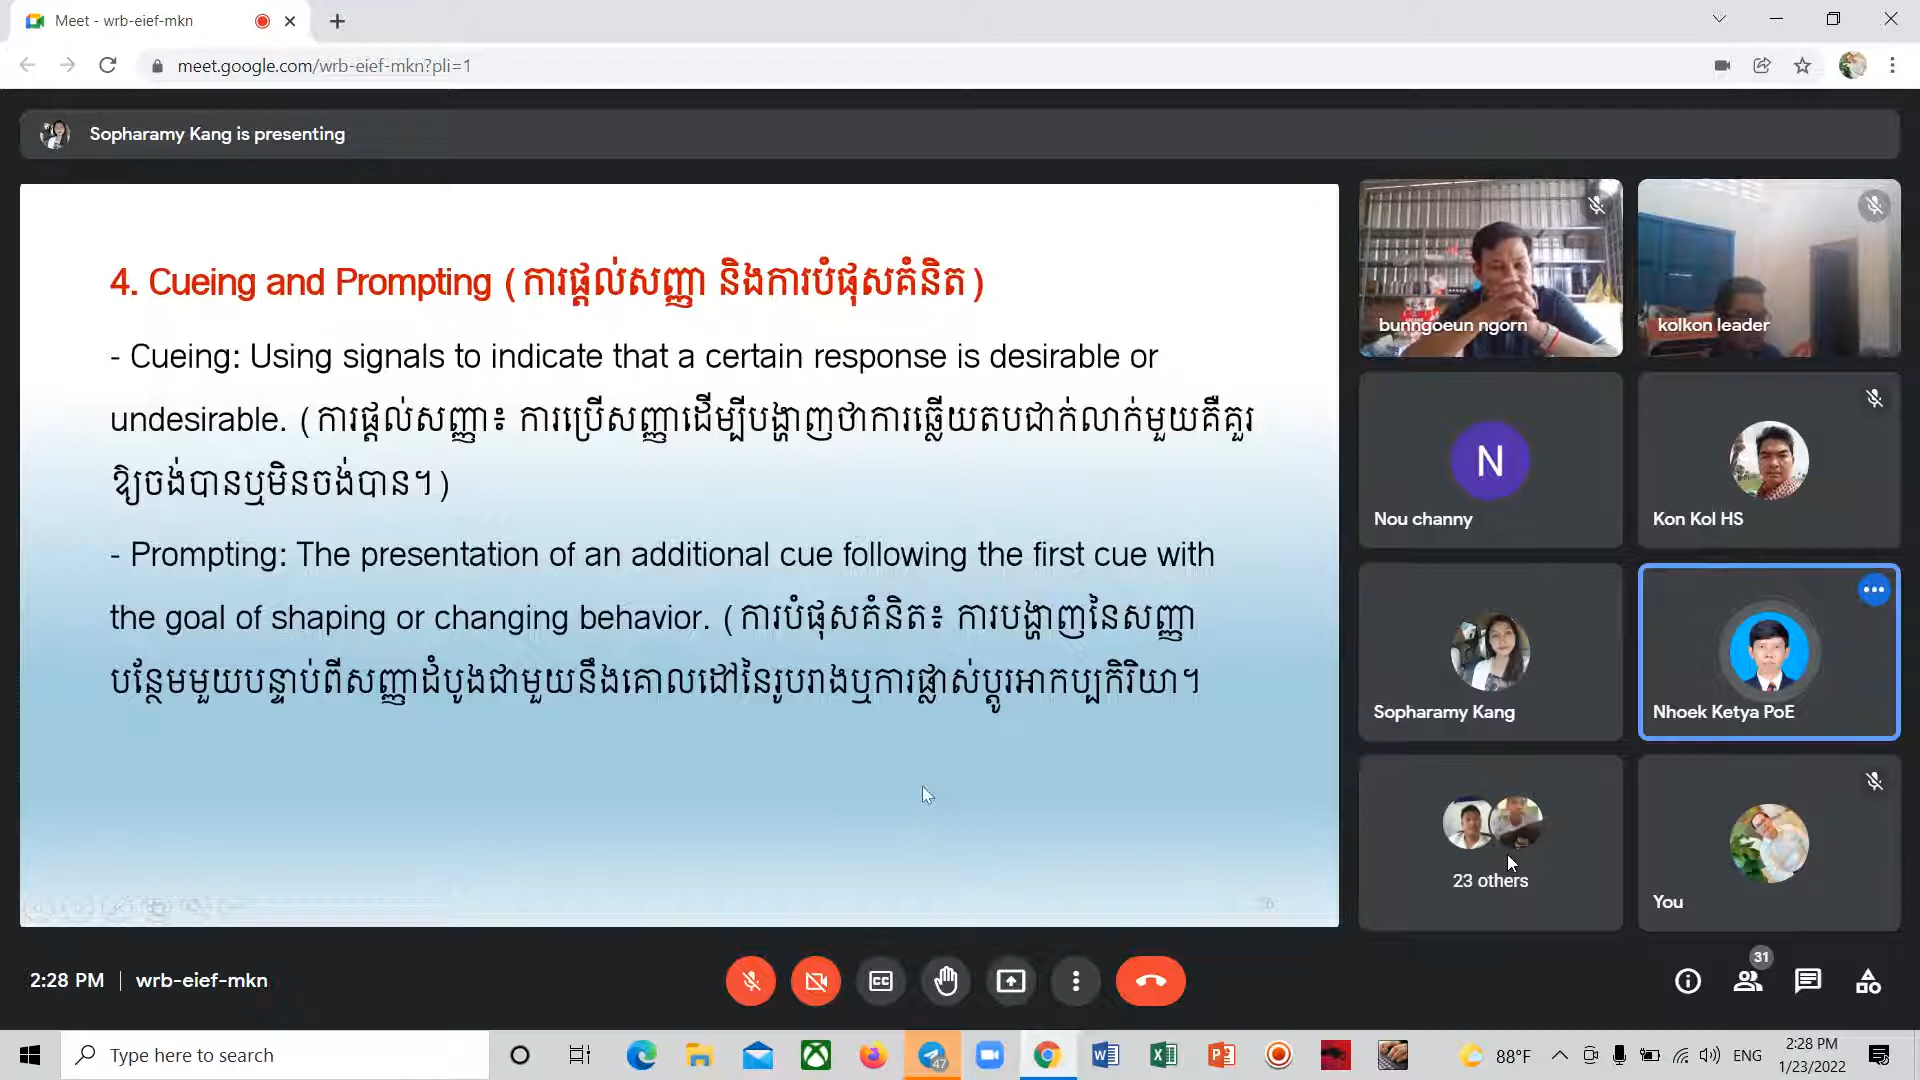 Meet - wrb-eief-mkn
meet.google.com/wrb-eief-mkn?pli=1
Sopharamy Kang is presenting
4. Cueing and Prompting (ការផ្តល់សញ្ញា និងការបំផុសគំនិត)
- Cueing: Using signals to indicate that a certain response is desirable or
undesirable. (ការផ្តល់សញ្ញា៖ ការប្រើសញ្ញាដើម្បីបង្ហាញថាការឆ្លើយតបជាក់លាក់មួយគឺគួរ
ឱ្យចង់បានឬមិនចង់បាន។)
- Prompting: The presentation of an additional cue following the first cue with
the goal of shaping or changing behavior. (ការបំផុសគំនិត៖ ការបង្ហាញនៃសញ្ញា
បន្ថែមមួយបន្ទាប់ពីសញ្ញាដំបូងជាមួយនឹងគោលដៅនៃរូបរាងឬការផ្លាស់ប្តូរអាកប្បកិរិយា។
bunngoeun ngorn
kolkon leader
N
Nou channy
Kon Kol HS
Sopharamy Kang
Nhoek Ketya PoE
23 others
You
2:28 PM
wrb-eief-mkn
CC
31
Type here to search
47
88°F
ENG
2:28 PM
1/23/2022